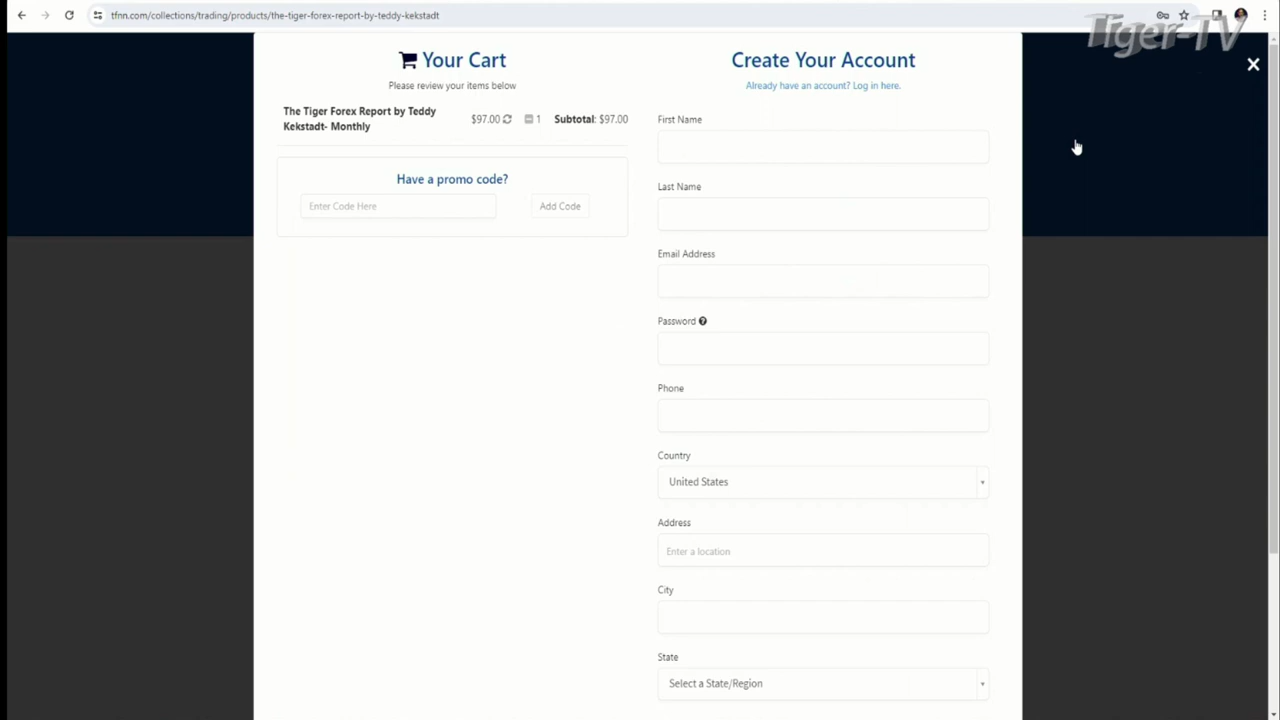 tfnn.com/collections/trading/products/the-tiger-forex-report-by-teddy-kekstadt
Tiger-TV
Your Cart
Please review your items below
The Tiger Forex Report by Teddy
Kekstadt- Monthly
$97.00
1
Subtotal: $97.00
Have a promo code?
Enter Code Here
Add Code
Create Your Account
Already have an account? Log in here.
First Name
Last Name
Email Address
Password
Phone
Country
United States
Address
Enter a location
City
State
Select a State/Region